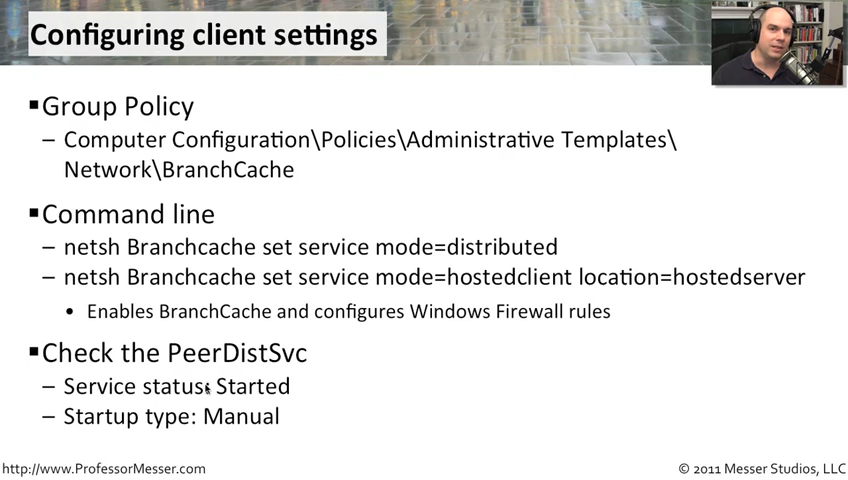 Configuring client settings
▪Group Policy
– Computer Configuration\Policies\Administrative Templates\
Network\BranchCache
▪Command line
– netsh Branchcache set service mode=distributed
– netsh Branchcache set service mode=hostedclient location=hostedserver
• Enables BranchCache and configures Windows Firewall rules
▪Check the PeerDistSvc
– Service status: Started
– Startup type: Manual
http://www.ProfessorMesser.com
© 2011 Messer Studios, LLC